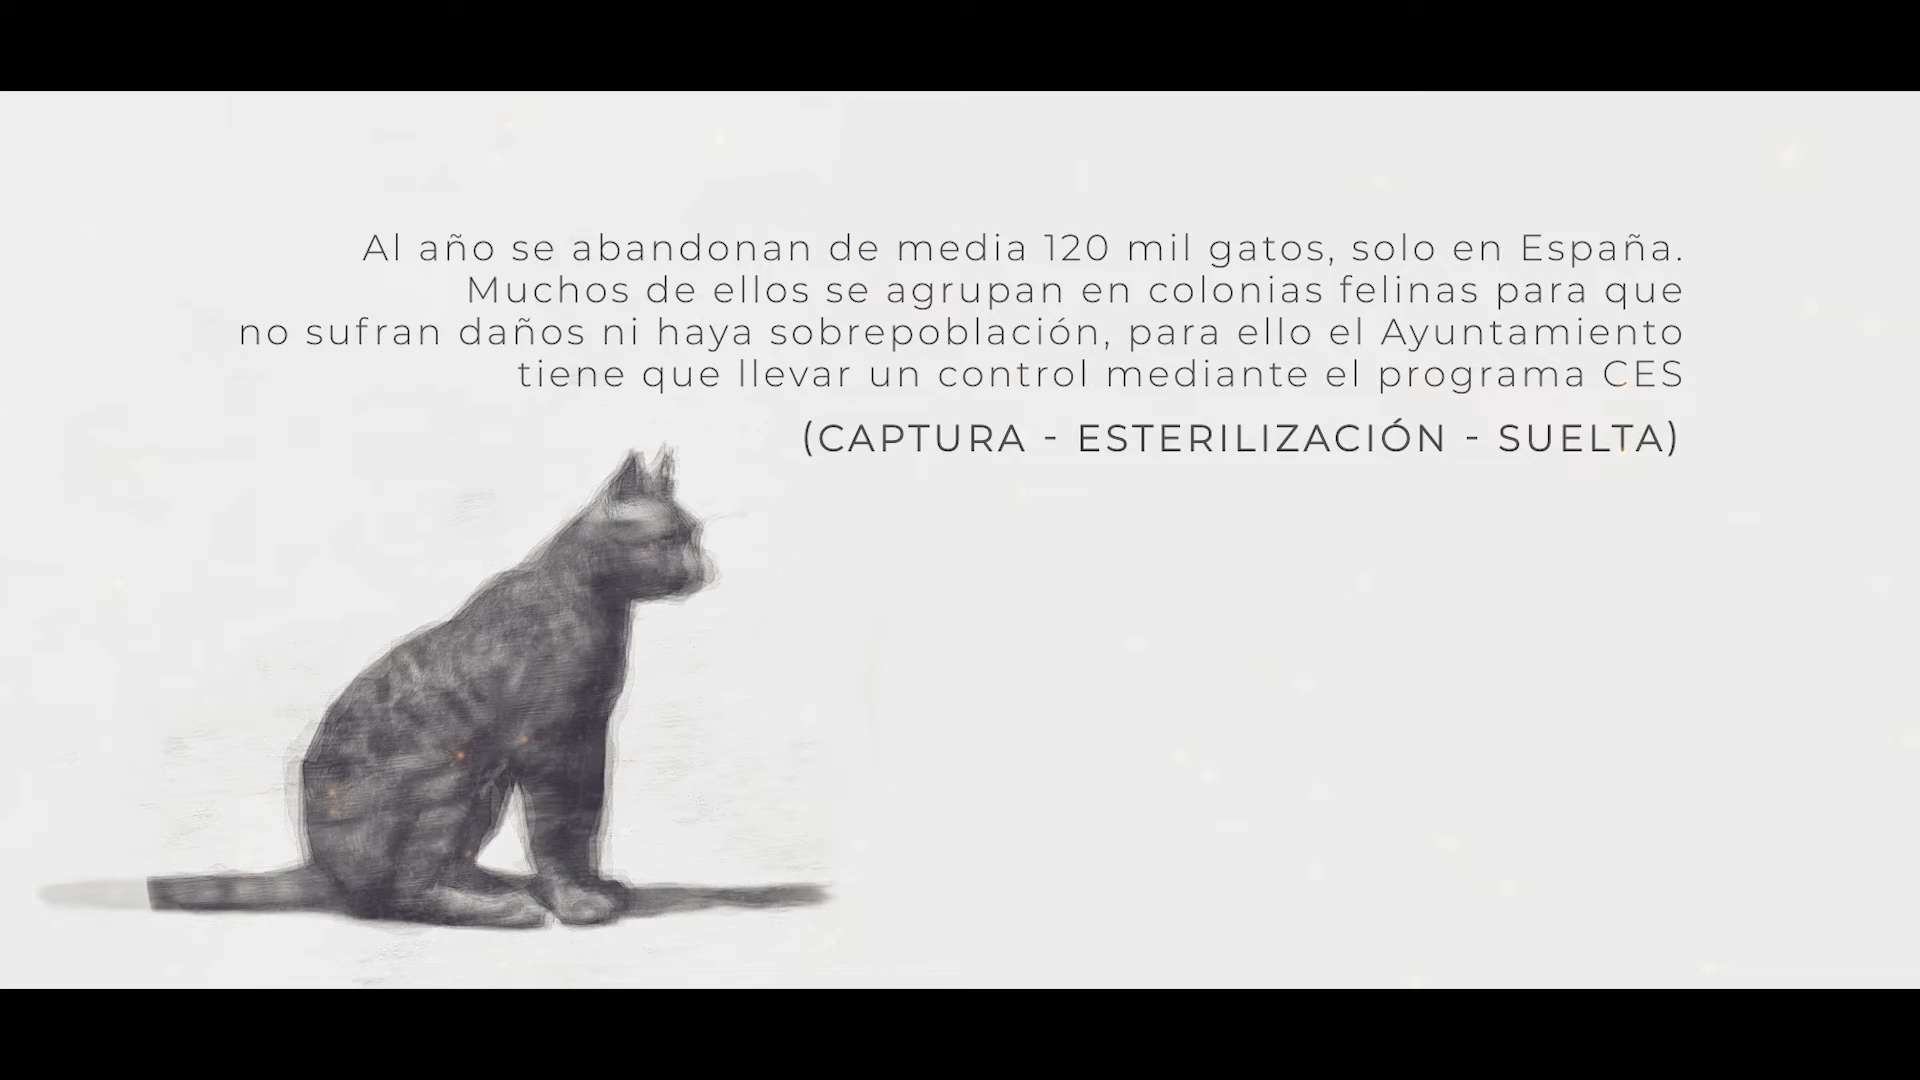 Al año se abandonan de media 120 mil gatos, solo en España.
Muchos de ellos se agrupan en colonias felinas para que
no sufran daños ni haya sobrepoblación, para ello el Ayuntamiento
tiene que llevar un control mediante el programa CES
(CAPTURA - ESTERILIZACIÓN - SUELTA)